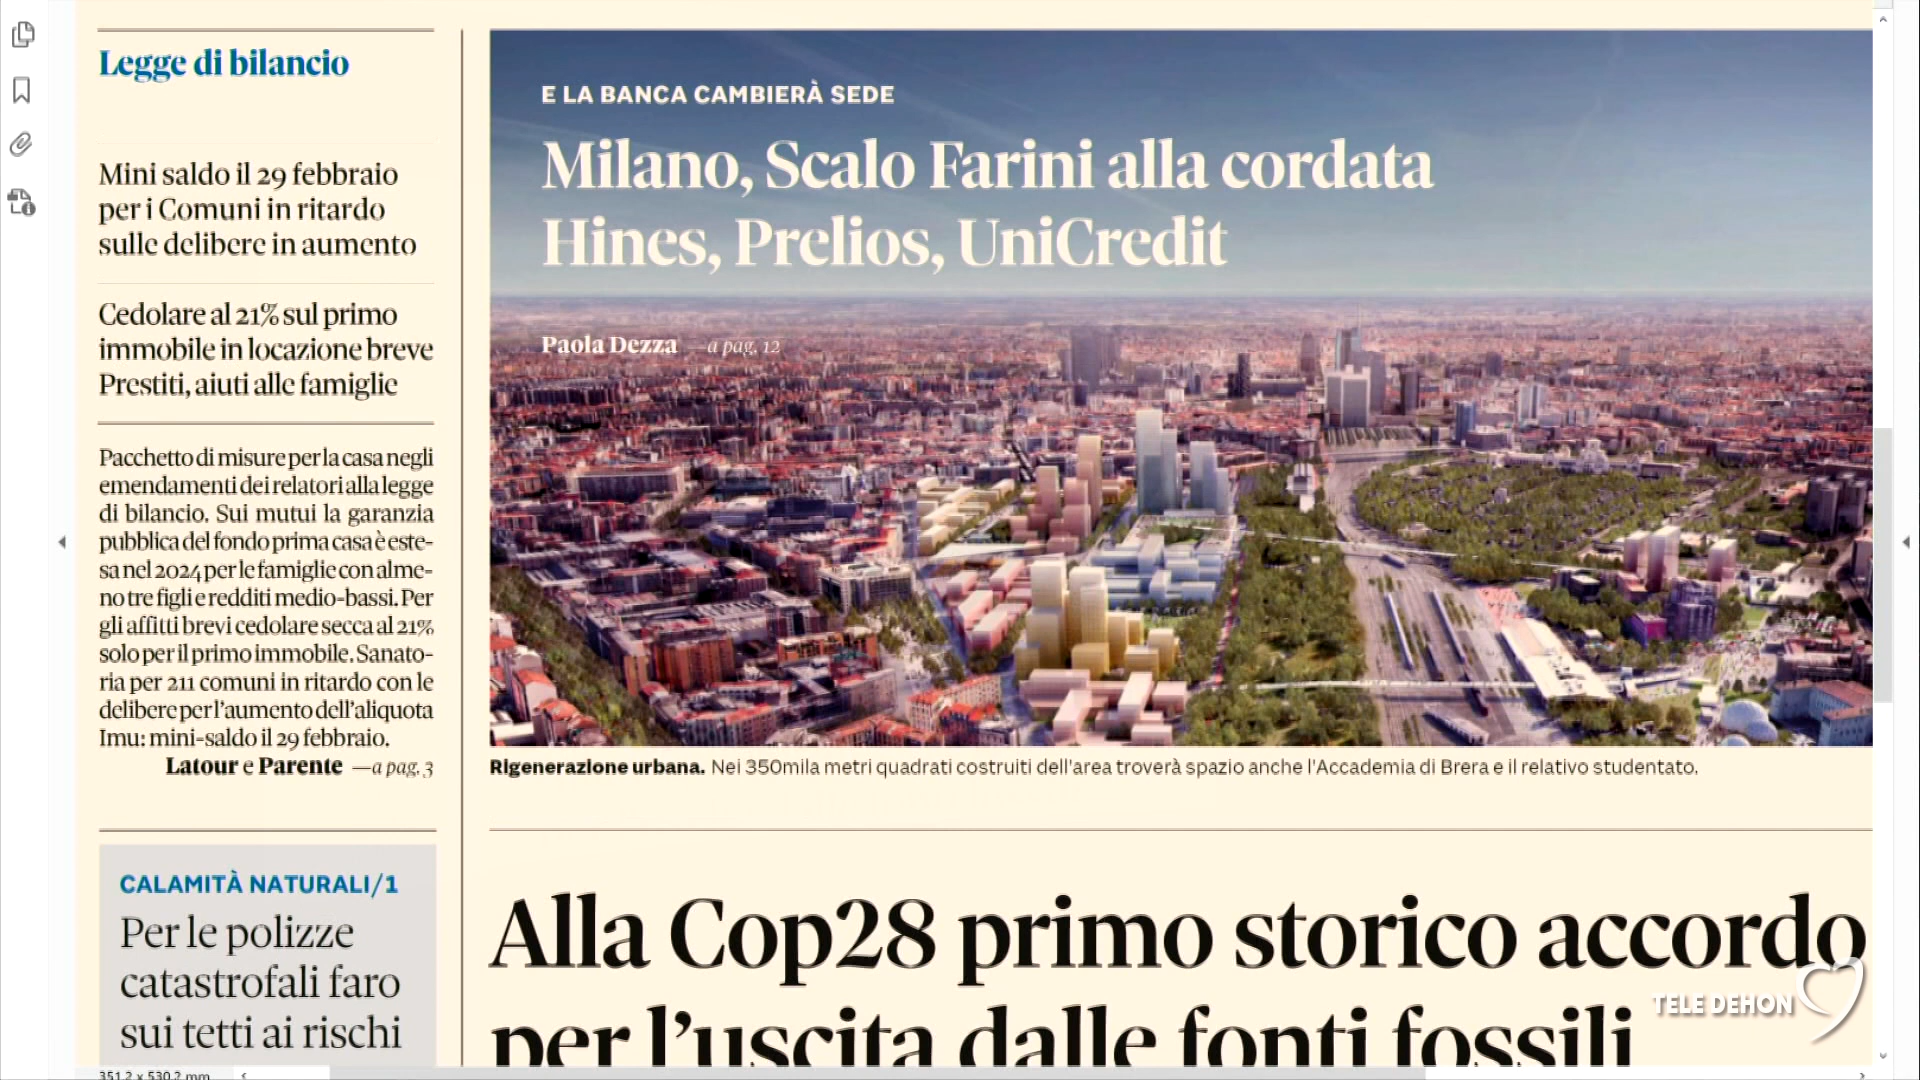 Legge di bilancio
Mini saldo il 29 febbraio
per i Comuni in ritardo
sulle delibere in aumento
Cedolare al 21% sul primo
immobile in locazione breve
Prestiti, aiuti alle famiglie
Pacchetto di misure per la casa negli
emendamenti dei relatori alla legge
di bilancio. Sui mutui la garanzia
pubblica del fondo prima casa è este-
sa nel 2024 per le famiglie con alme-
no tre figli e redditi medio-bassi. Per
gli affitti brevi cedolare secca al 21%
solo per il primo immobile. Sanato-
ria per 211 comuni in ritardo con le
delibere per l'aumento dell'aliquota
Imu: mini-saldo il 29 febbraio.
Latour e Parente —a pag. 3
CALAMITÀ NATURALI/1
Per le polizze
catastrofali faro
sui tetti ai rischi
E LA BANCA CAMBIERÀ SEDE
Milano, Scalo Farini alla cordata
Hines, Prelios, UniCredit
Paola Dezza —a pag. 12
Rigenerazione urbana. Nei 350mila metri quadrati costruiti dell'area troverà spazio anche l'Accademia di Brera e il relativo studentato.
Alla Cop28 primo storico accordo
per l'uscita dalle fonti fossili
TELE DEHON
351,2 x 530,2 mm